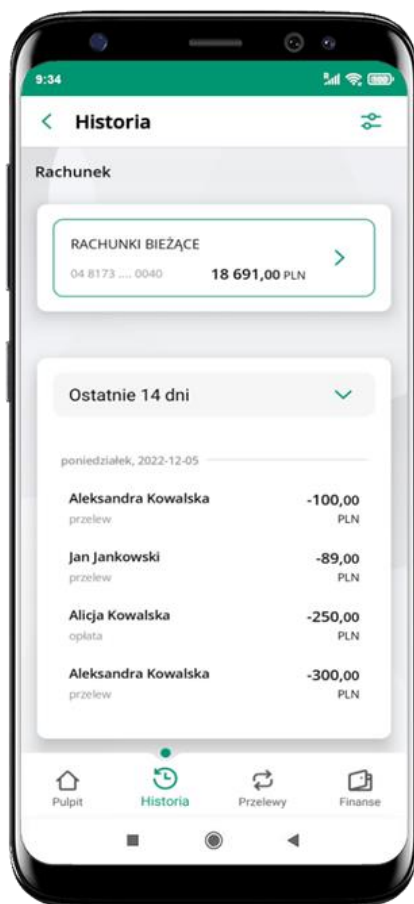 9:34
Historia
Rachunek
RACHUNKI BIEŻĄCE
04 8173 .... 0040 18 691,00 PLN
Ostatnie 14 dni
poniedziałek, 2022-12-05
Aleksandra Kowalska -100,00
przelew PLN
Jan Jankowski -89,00
przelew PLN
Alicja Kowalska -250,00
opłata PLN
Aleksandra Kowalska -300,00
przelew PLN
Pulpit Historia Przelewy Finanse